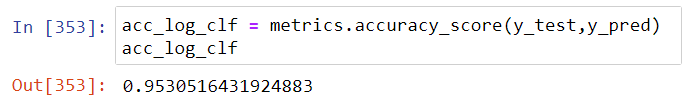 In [353]: acc_log_clf = metrics.accuracy_score(y_test,y_pred)
acc_log_clf
Out[353]: 0.9530516431924883